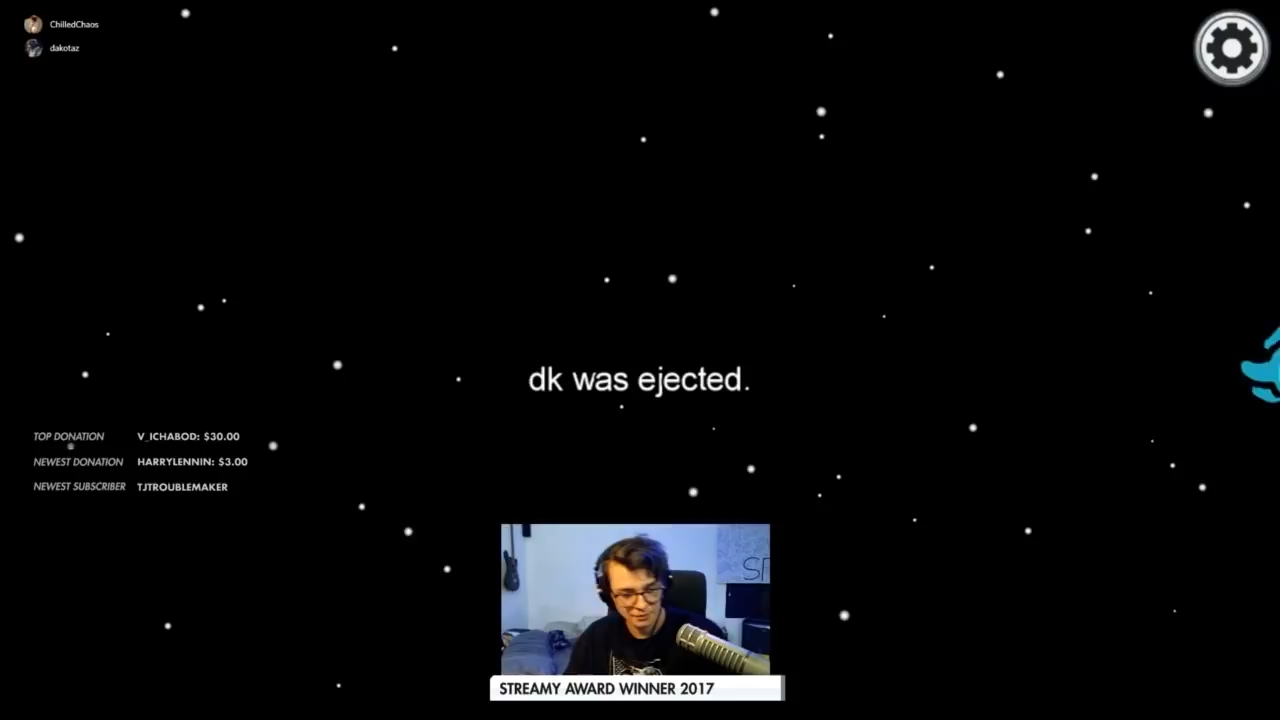 ChilledChaos
dakotaz
dk was ejected.
TOP DONATION V_ICHABOD: $30.00
NEWEST DONATION HARRYLENNIN: $3.00
NEWEST SUBSCRIBER TJTROUBLEMAKER
SP
STREAMY AWARD WINNER 2017